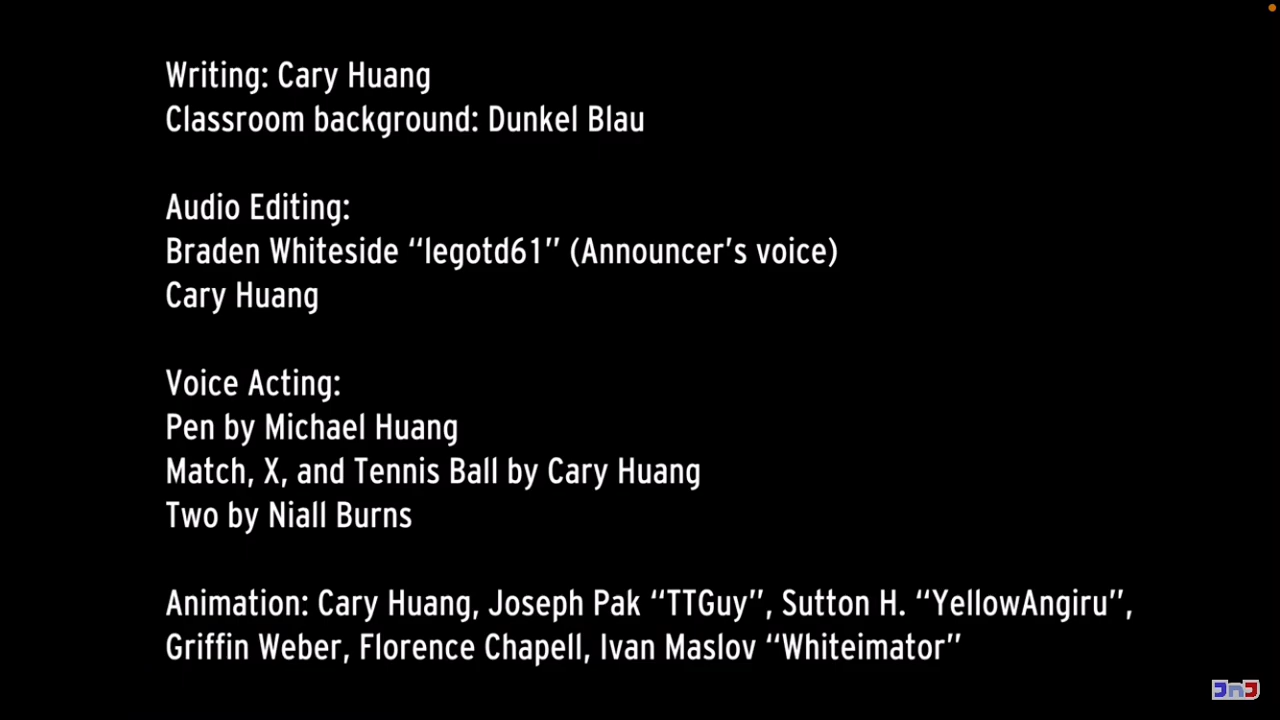 Writing: Cary Huang
Classroom background: Dunkel Blau
Audio Editing:
Braden Whiteside “legotd61” (Announcer’s voice)
Cary Huang
Voice Acting:
Pen by Michael Huang
Match, X, and Tennis Ball by Cary Huang
Two by Niall Burns
Animation: Cary Huang, Joseph Pak “TTGuy”, Sutton H. “YellowAngiru”,
Griffin Weber, Florence Chapell, Ivan Maslov “Whiteimator”
JnJ